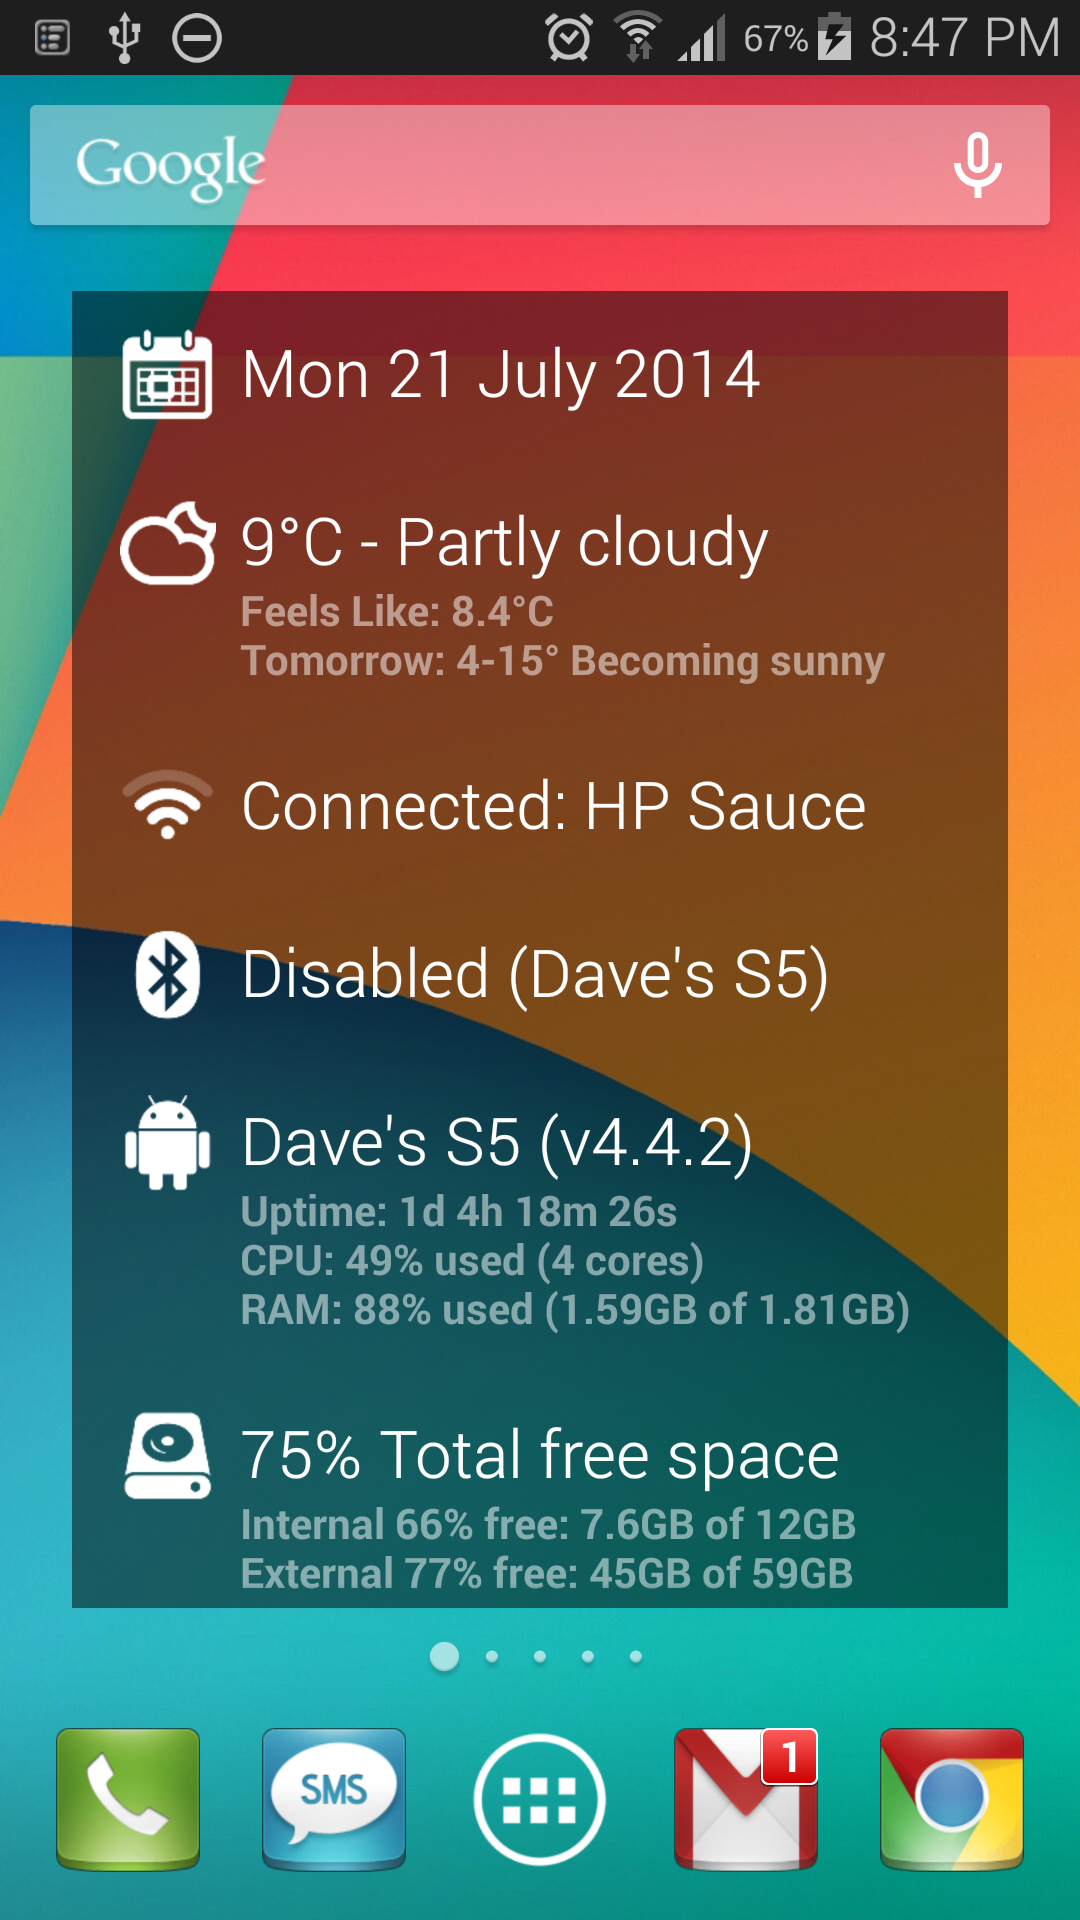 67% 8:47 PM
Google
Mon 21 July 2014
9°C - Partly cloudy
Feels Like: 8.4°C
Tomorrow: 4-15° Becoming sunny
Connected: HP Sauce
Disabled (Dave's S5)
Dave's S5 (v4.4.2)
Uptime: 1d 4h 18m 26s
CPU: 49% used (4 cores)
RAM: 88% used (1.59GB of 1.81GB)
75% Total free space
Internal 66% free: 7.6GB of 12GB
External 77% free: 45GB of 59GB
SMS
1